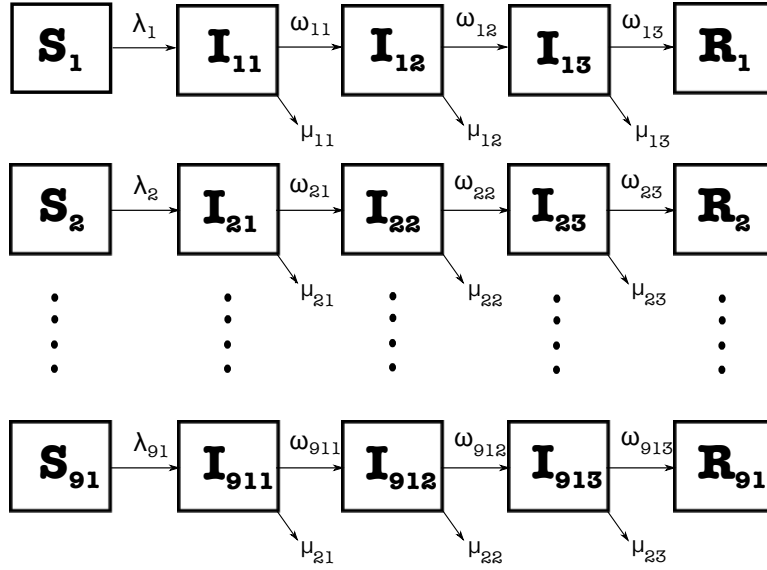 λ₁ ω₁₁ ω₁₂ ω₁₃
S₁ I₁₁ I₁₂ I₁₃ R₁
μ₁₁ μ₁₂ μ₁₃
λ₂ ω₂₁ ω₂₂ ω₂₃
S₂ I₂₁ I₂₂ I₂₃ R₂
μ₂₁ μ₂₂ μ₂₃
λ₉₁ ω₉₁₁ ω₉₁₂ ω₉₁₃
S₉₁ I₉₁₁ I₉₁₂ I₉₁₃ R₉₁
μ₂₁ μ₂₂ μ₂₃